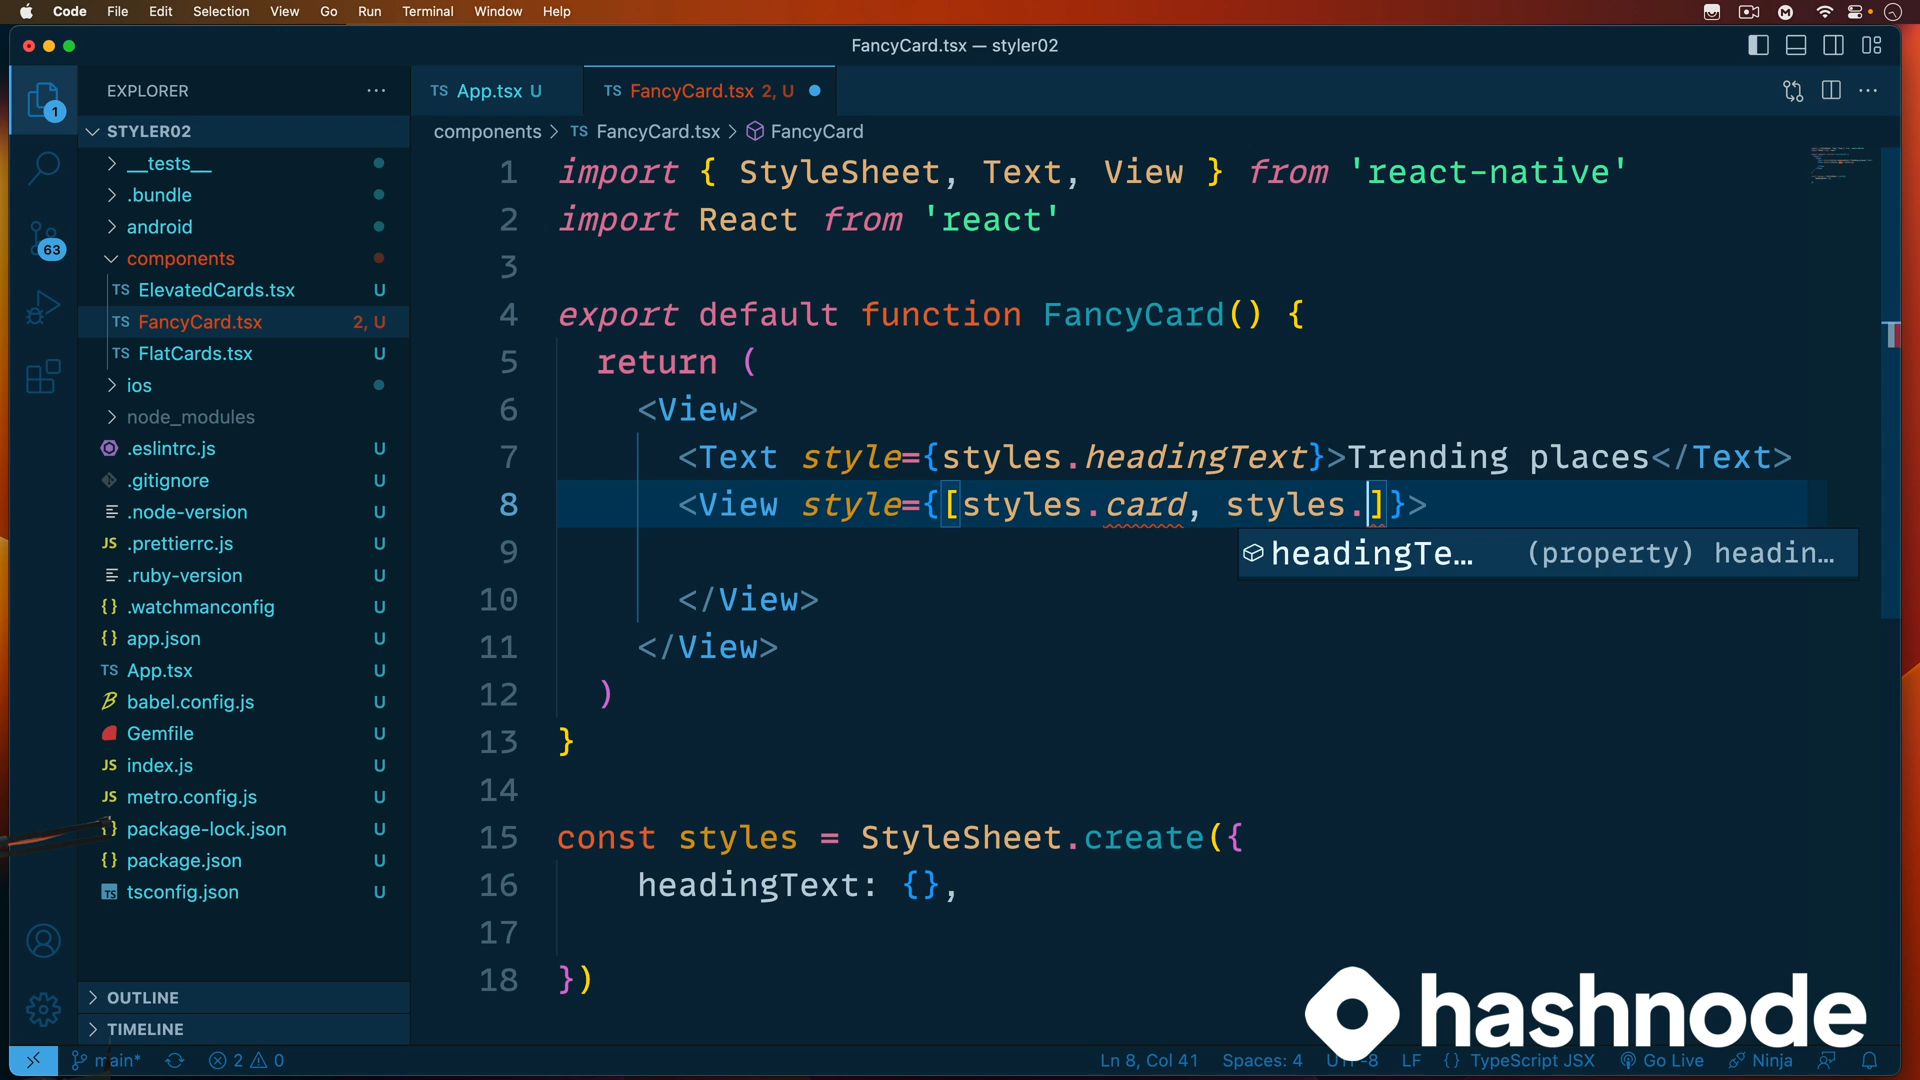 Code File Edit Selection View Go Run Terminal Window Help
FancyCard.tsx — styler02
EXPLORER
TS App.tsx U
TS FancyCard.tsx 2, U
STYLER02
components > TS FancyCard.tsx > FancyCard
__tests__
.bundle
android
components
TS ElevatedCards.tsx U
TS FancyCard.tsx 2, U
TS FlatCards.tsx U
ios
node_modules
.eslintrc.js U
.gitignore U
.node-version U
JS .prettierrc.js U
.ruby-version U
{} .watchmanconfig U
{} app.json U
TS App.tsx U
babel.config.js U
Gemfile U
JS index.js U
JS metro.config.js U
{} package-lock.json U
{} package.json U
TS tsconfig.json U
OUTLINE
TIMELINE
1
63
1 import { StyleSheet, Text, View } from 'react-native'
2 import React from 'react'
3
4 export default function FancyCard() {
5 return (
6 <View>
7 <Text style={styles.headingText}>Trending places</Text>
8 <View style={[styles.card, styles.]}>
headingTe... (property) headin...
9
10 </View>
11 </View>
12 )
13 }
14
15 const styles = StyleSheet.create({
16 headingText: {},
17
18 })
hashnode
main* 2 0 Ln 8, Col 41 Spaces: 4 UTF-8 LF {} TypeScript JSX Go Live Ninja